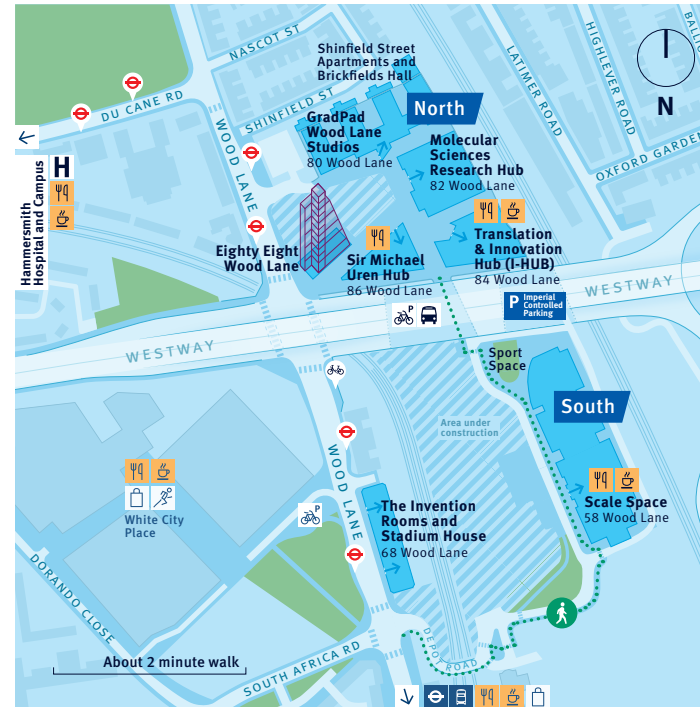 NASCOT ST
Shinfield Street
Apartments and
Brickfields Hall
LATIMER ROAD
HIGHLEVER ROAD
N
DU CANE RD
SHINFIELD ST
North
GradPad
Wood Lane
Studios
80 Wood Lane
WOOD LANE
Molecular
Sciences
Research Hub
82 Wood Lane
OXFORD GARDEN
H
Hammersmith
Hospital and Campus
Eighty Eight
Wood Lane
Sir Michael
Uren Hub
86 Wood Lane
Translation
& Innovation
Hub (I-HUB)
84 Wood Lane
WESTWAY
P
Imperial
Controlled
Parking
P
WESTWAY
Sport
Space
South
Area under
construction
Scale Space
58 Wood Lane
WOOD LANE
White City
Place
P
The Invention
Rooms and
Stadium House
68 Wood Lane
DORANDO CLOSE
About 2 minute walk
SOUTH AFRICA RD
DEPOT ROAD